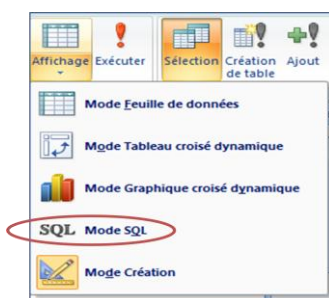 Affichage Exécuter Sélection Création de table Ajout
Mode Feuille de données
Mode Tableau croisé dynamique
Mode Graphique croisé dynamique
SQL Mode SQL
Mode Création